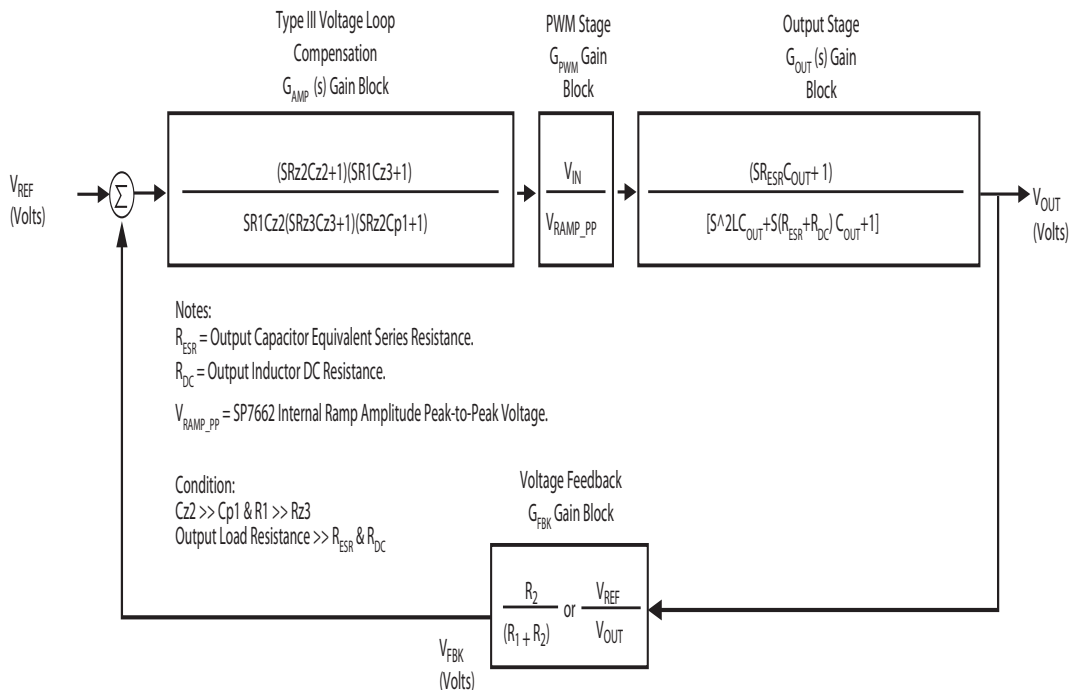 Type III Voltage Loop
Compensation
G_AMP (s) Gain Block
PWM Stage
G_PWM Gain
Block
Output Stage
G_OUT (s) Gain
Block
V_REF
(Volts)
Σ
(SRz2Cz2+1)(SR1Cz3+1)
SR1Cz2(SRz3Cz3+1)(SRz2Cp1+1)
V_IN
V_RAMP_PP
(SR_ESRC_OUT+ 1)
[S^2LC_OUT+S(R_ESR+R_DC) C_OUT+1]
V_OUT
(Volts)
Notes:
R_ESR = Output Capacitor Equivalent Series Resistance.
R_DC = Output Inductor DC Resistance.
V_RAMP_PP = SP7662 Internal Ramp Amplitude Peak-to-Peak Voltage.
Condition:
Cz2 >> Cp1 & R1 >> Rz3
Output Load Resistance >> R_ESR & R_DC
Voltage Feedback
G_FBK Gain Block
R_2
(R_1 + R_2)
or
V_REF
V_OUT
V_FBK
(Volts)